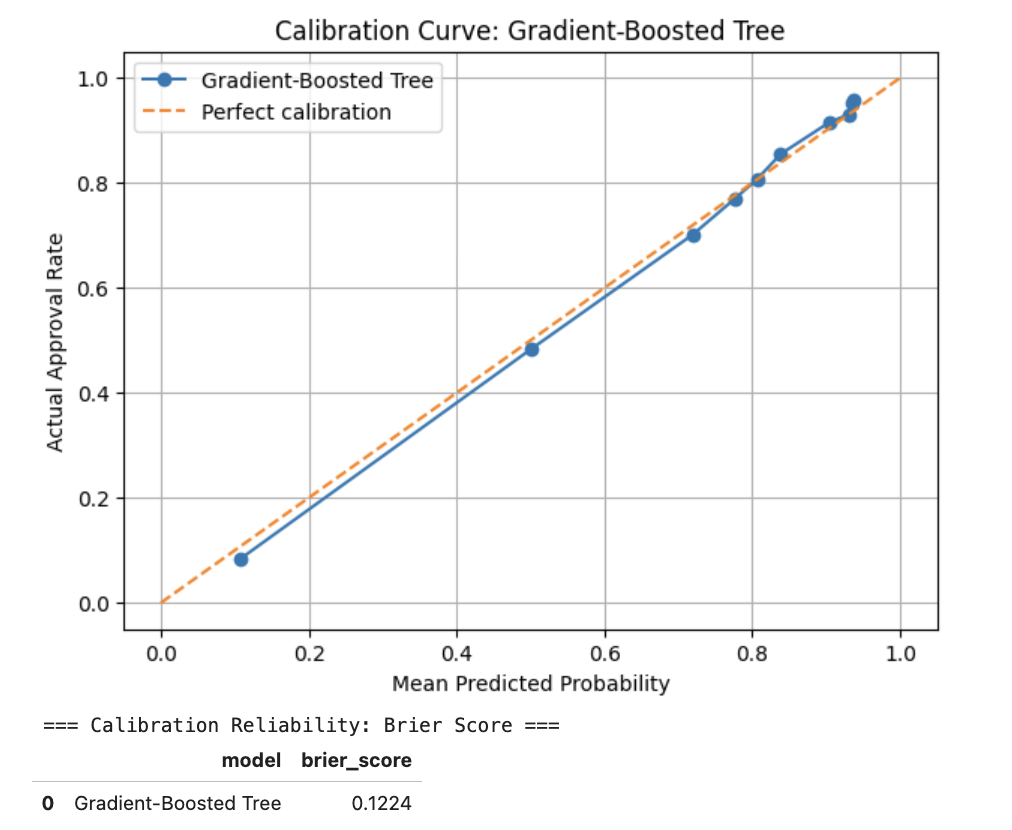 Calibration Curve: Gradient-Boosted Tree
Gradient-Boosted Tree
Perfect calibration
1.0
0.8
0.6
0.4
0.2
0.0
Actual Approval Rate
0.0 0.2 0.4 0.6 0.8 1.0
Mean Predicted Probability
=== Calibration Reliability: Brier Score ===
model brier_score
0 Gradient-Boosted Tree 0.1224